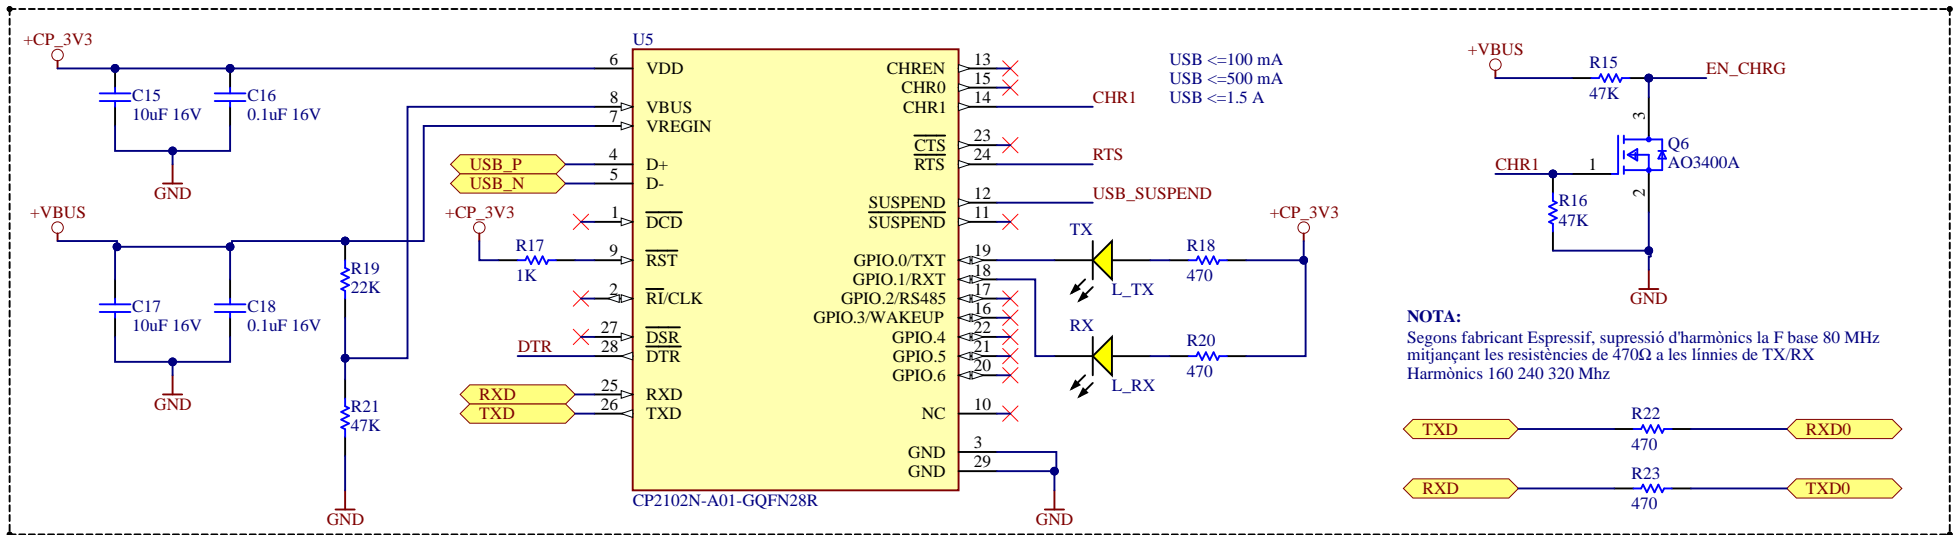 +CP_3V3
C15
10uF 16V
C16
0.1uF 16V
GND
+VBUS
C17
10uF 16V
C18
0.1uF 16V
GND
R19
22K
R21
47K
GND
USB_P
USB_N
+CP_3V3
R17
1K
DTR
RXD
TXD
U5
6 VDD
8 VBUS
7 VREGIN
4 D+
5 D-
1 DCD
9 RST
2 RI/CLK
27 DSR
28 DTR
25 RXD
26 TXD
CHREN 13
CHR0 15
CHR1 14
CTS 23
RTS 24
SUSPEND 12
SUSPEND 11
GPIO.0/TXT 19
GPIO.1/RXT 18
GPIO.2/RS485 17
GPIO.3/WAKEUP 16
GPIO.4 22
GPIO.5 21
GPIO.6 20
NC 10
GND 3
GND 29
CP2102N-A01-GQFN28R
CHR1
RTS
USB_SUSPEND
USB <=100 mA
USB <=500 mA
USB <=1.5 A
TX
L_TX
R18
470
+CP_3V3
RX
L_RX
R20
470
GND
+VBUS
R15
47K
EN_CHRG
3
Q6
AO3400A
CHR1
1
2
R16
47K
GND
NOTA:
Segons fabricant Espressif, supressió d'harmònics la F base 80 MHz
mitjançant les resistències de 470Ω a les línnies de TX/RX
Harmònics 160 240 320 Mhz
TXD
R22
470
RXD0
RXD
R23
470
TXD0